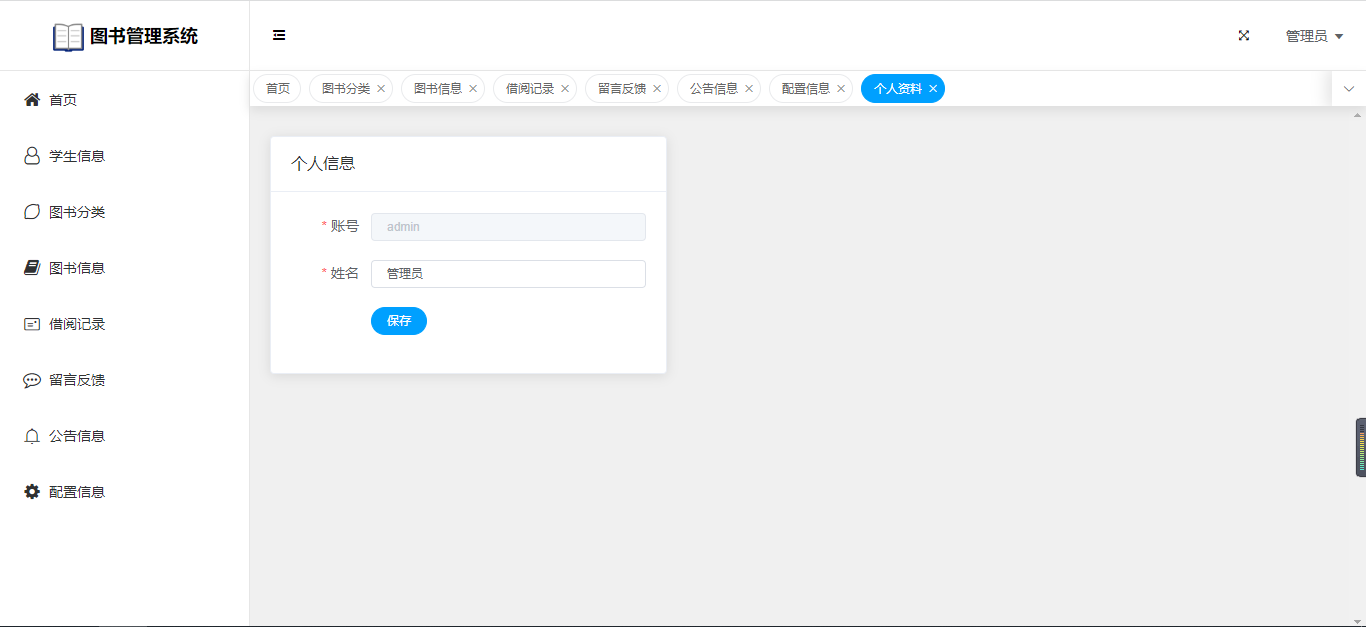 图书管理系统
管理员
首页 图书分类 图书信息 借阅记录 留言反馈 公告信息 配置信息 个人资料
首页
学生信息
图书分类
图书信息
借阅记录
留言反馈
公告信息
配置信息
个人信息
* 账号 admin
* 姓名 管理员
保存